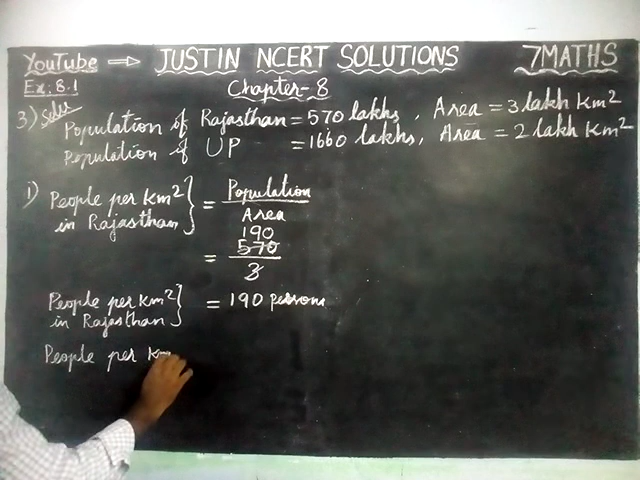 YouTube ⇒ JUSTIN NCERT SOLUTIONS 7MATHS
Ex: 8.1 Chapter-8
3) Soln:
Population of Rajasthan = 570 lakhs, Area = 3 lakh Km²
Population of UP = 1660 lakhs, Area = 2 lakh Km²
1) People per Km² in Rajasthan } = Population / Area
190
= 570 / 3
People per Km² in Rajasthan } = 190 persons
People per Km